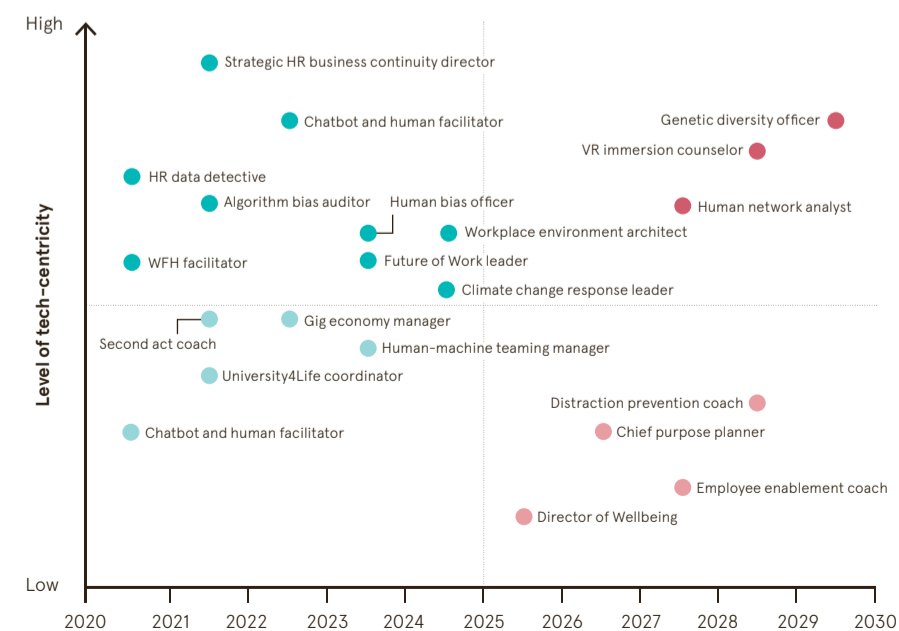 High
Strategic HR business continuity director
Chatbot and human facilitator
Genetic diversity officer
VR immersion counselor
HR data detective
Algorithm bias auditor
Human bias officer
Human network analyst
Workplace environment architect
Future of Work leader
WFH facilitator
Climate change response leader
Level of tech-centricity
Gig economy manager
Second act coach
Human-machine teaming manager
University4Life coordinator
Distraction prevention coach
Chief purpose planner
Chatbot and human facilitator
Employee enablement coach
Director of Wellbeing
Low
2020 2021 2022 2023 2024 2025 2026 2027 2028 2029 2030